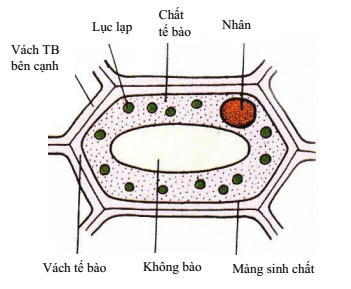 Lục lạp
Chất
tế bào
Nhân
Vách TB
bên cạnh
Vách tế bào
Không bào
Màng sinh chất